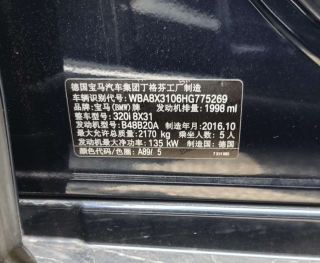 德国宝马汽车集团丁格芬工厂制造
车辆识别代号: WBA8X3106HG775269
品牌: 宝马(BMW)牌 发动机排量: 1998 ml
整车型号: 320i 8X31
发动机型号: B48B20A 制造年月: 2016.10
最大允许总质量: 2170 kg 乘坐人数: 5 人
发动机最大净功率: 135 kW 制造国: 德国
颜色代码/色圈: A89/ 5